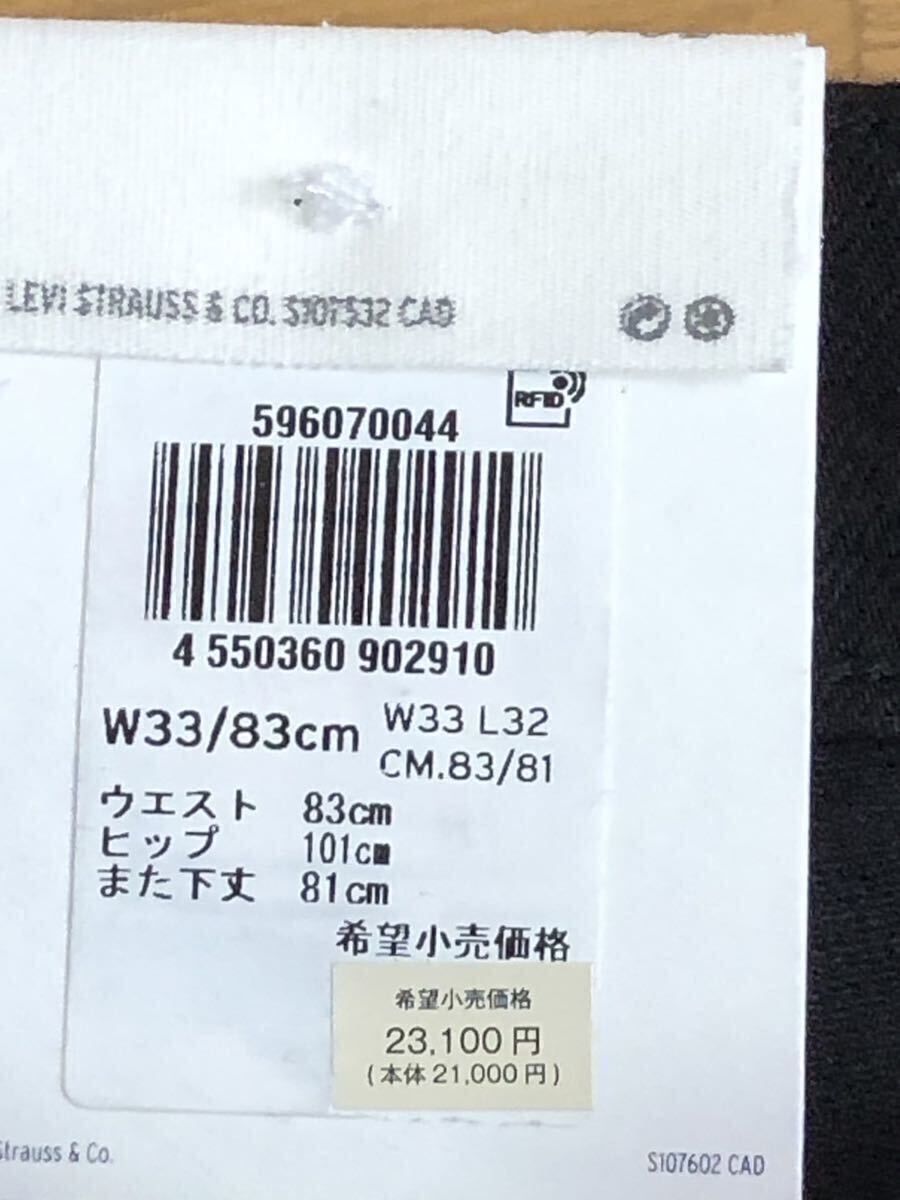 LEVI STRAUSS & CO. S107532 CAD
RFID
596070044
4 550360 902910
W33/83cm
W33 L32
CM.83/81
ウエスト 83cm
ヒップ 101cm
また下丈 81cm
希望小売価格
希望小売価格
23,100円
(本体21,000円)
Strauss & Co.
S107602 CAD